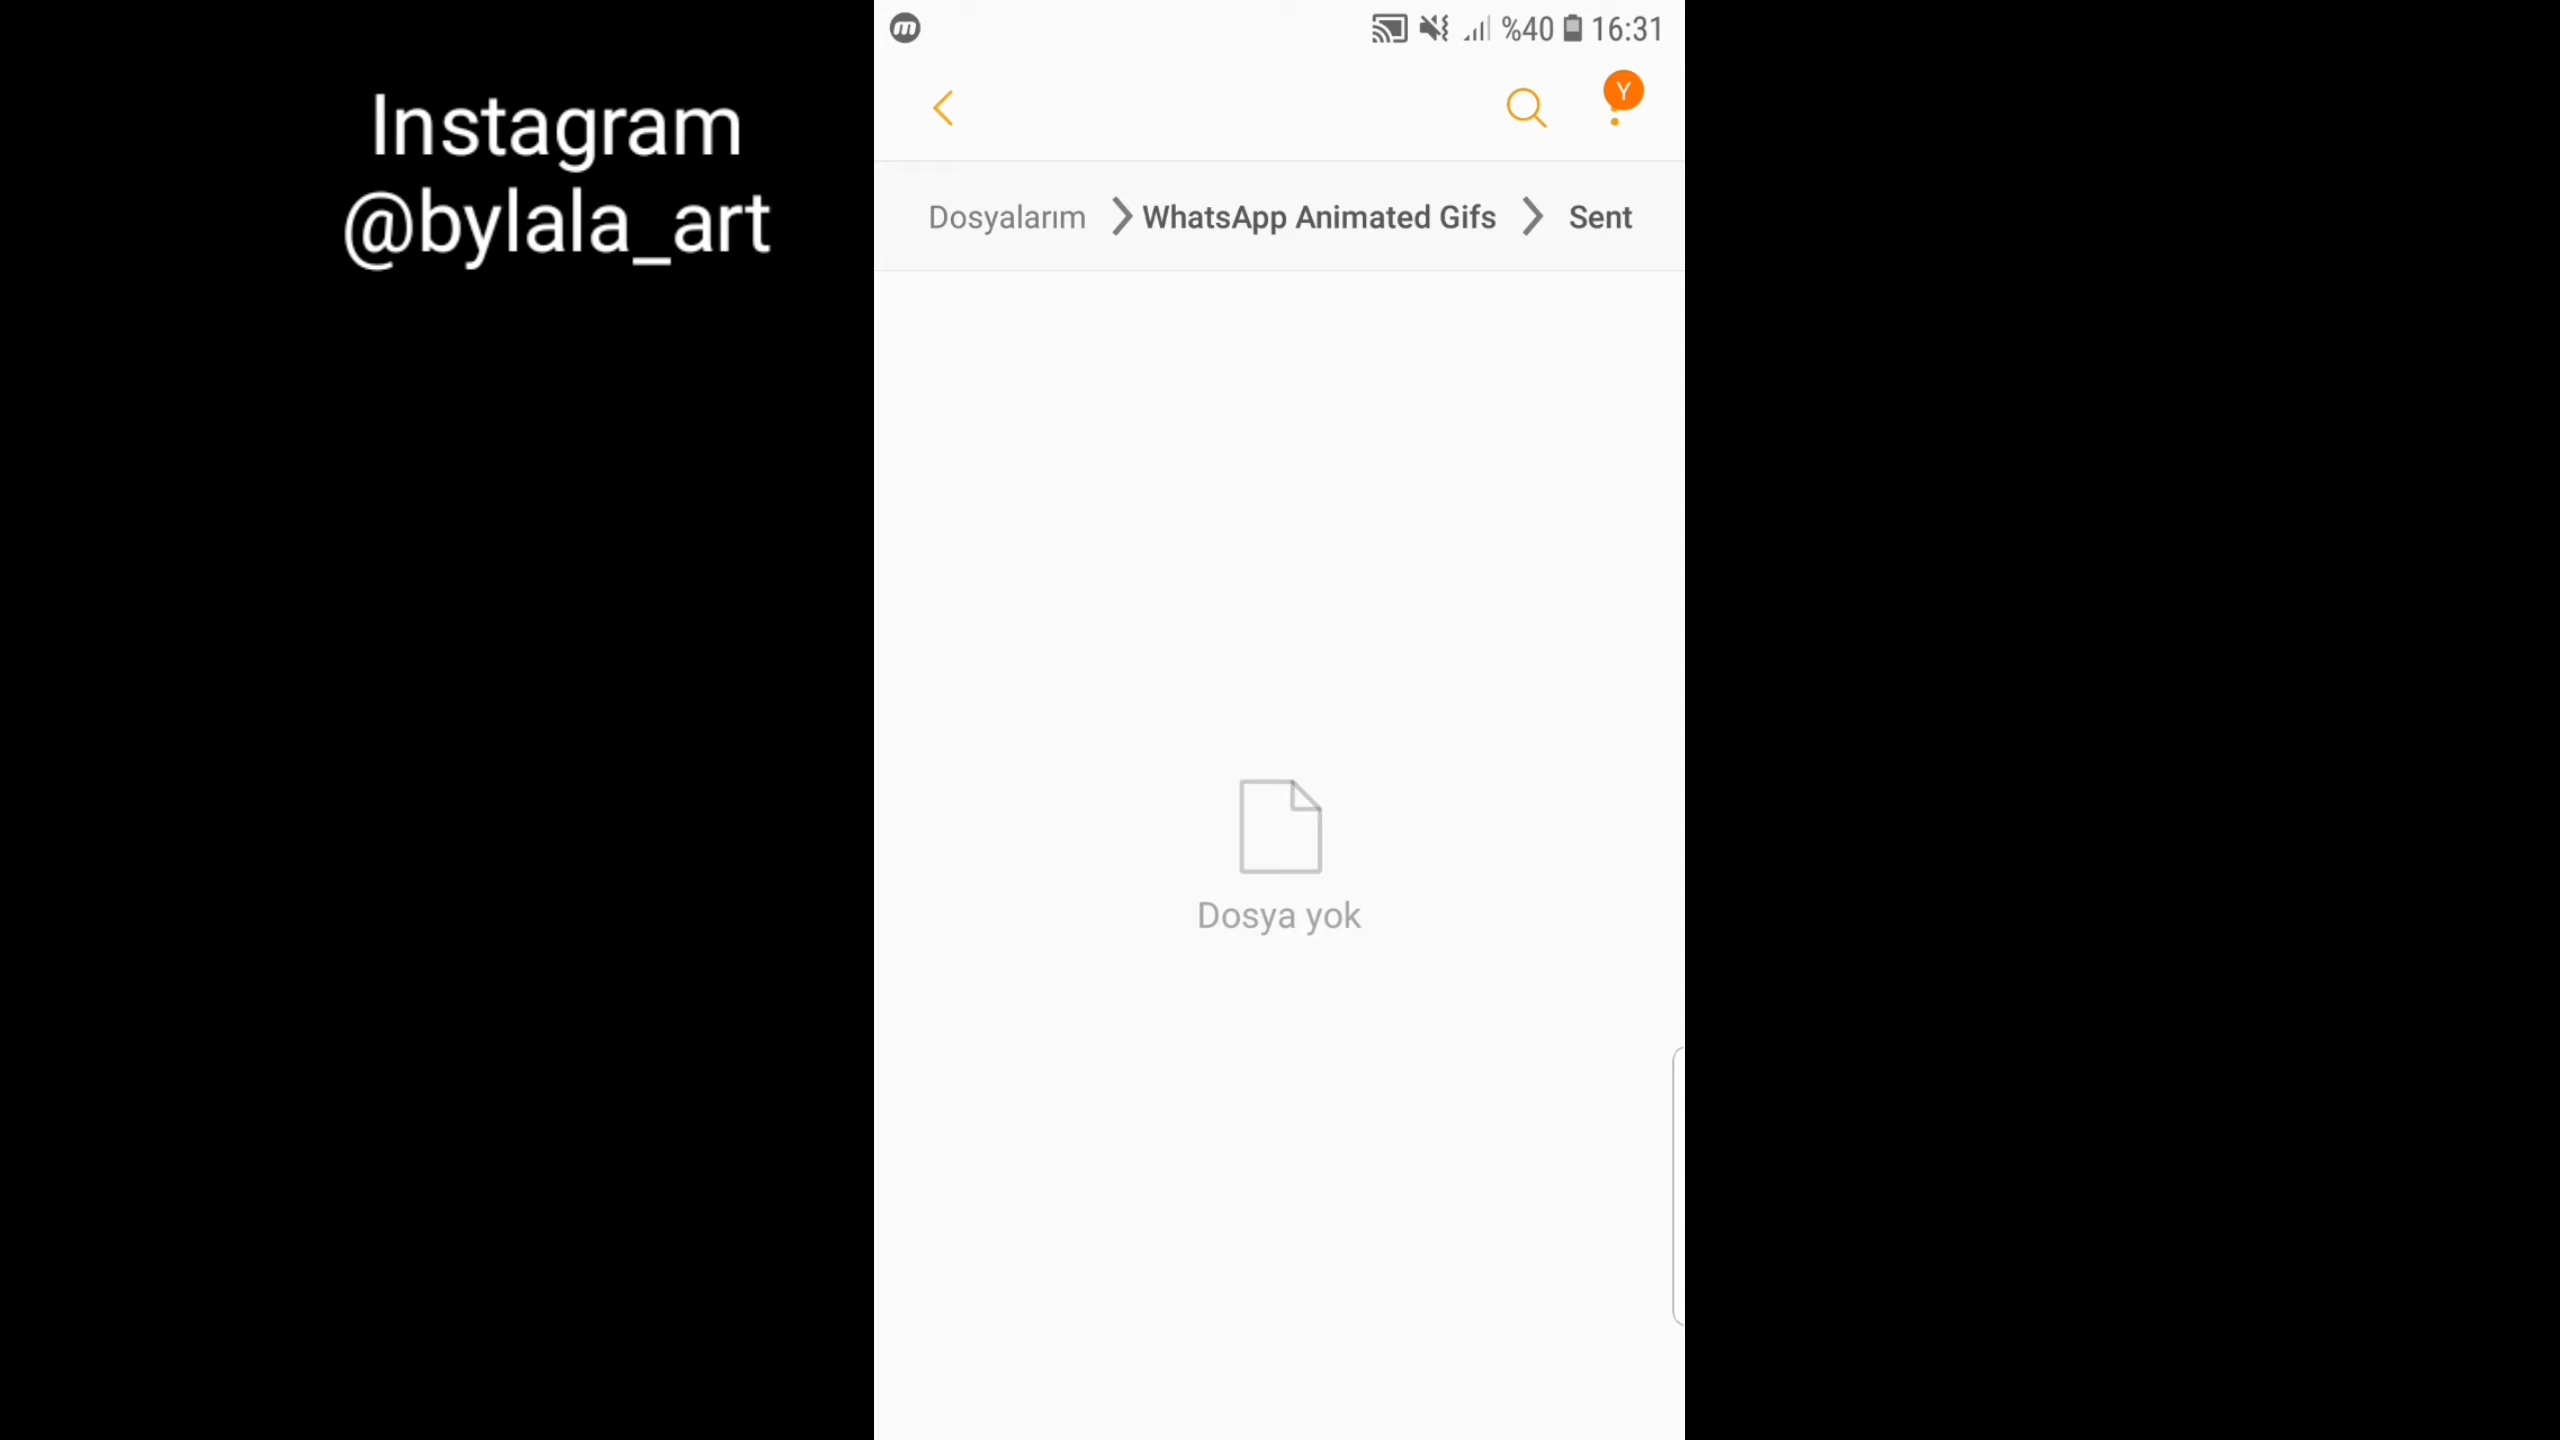 Instagram
@bylala_art
%40 16:31
Y
Dosyalarım WhatsApp Animated Gifs Sent
Dosya yok